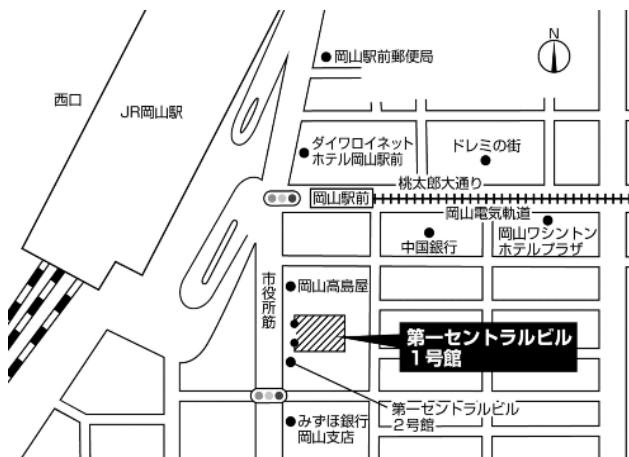 N
岡山駅前郵便局
西口
JR岡山駅
ダイワロイネット
ホテル岡山駅前
ドレミの街
桃太郎大通り
岡山駅前
岡山電気軌道
中国銀行
岡山ワシントン
ホテルプラザ
市役所筋
岡山高島屋
第一セントラルビル
1号館
第一セントラルビル
2号館
みずほ銀行
岡山支店